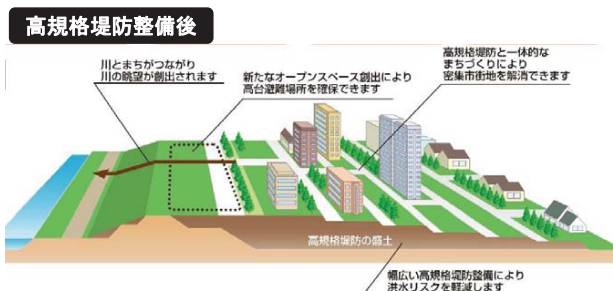 高規格堤防整備後
川とまちがつながり
川の眺望が創出されます
新たなオープンスペース創出により
高台避難場所を確保できます
高規格堤防と一体的な
まちづくりにより
密集市街地を解消できます
高規格堤防の盛土
幅広い高規格堤防整備により
洪水リスクを軽減します